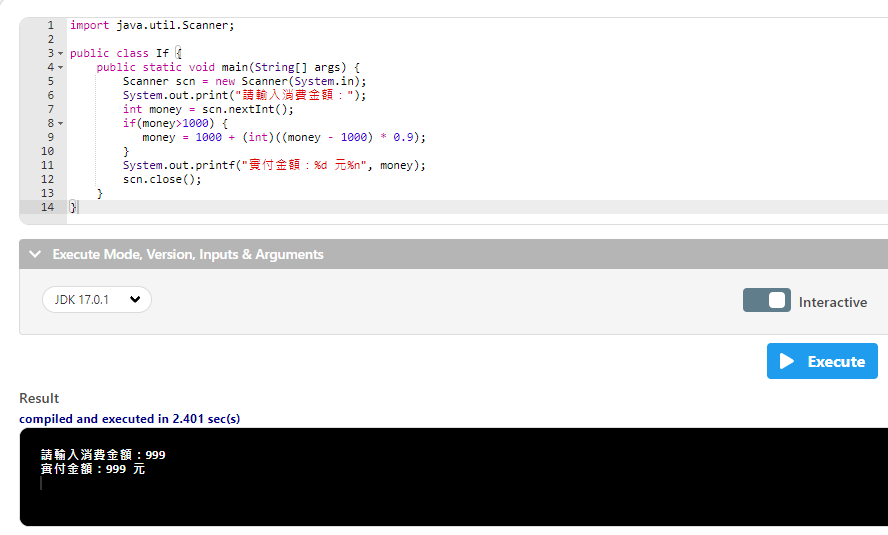 1 import java.util.Scanner;
2
3 public class If {
4 public static void main(String[] args) {
5 Scanner scn = new Scanner(System.in);
6 System.out.print("請輸入消費金額：");
7 int money = scn.nextInt();
8 if(money>1000) {
9 money = 1000 + (int)((money - 1000) * 0.9);
10 }
11 System.out.printf("實付金額：%d 元%n", money);
12 scn.close();
13 }
14 }
Execute Mode, Version, Inputs & Arguments
JDK 17.0.1
Interactive
Execute
Result
compiled and executed in 2.401 sec(s)
請輸入消費金額：999
實付金額：999 元